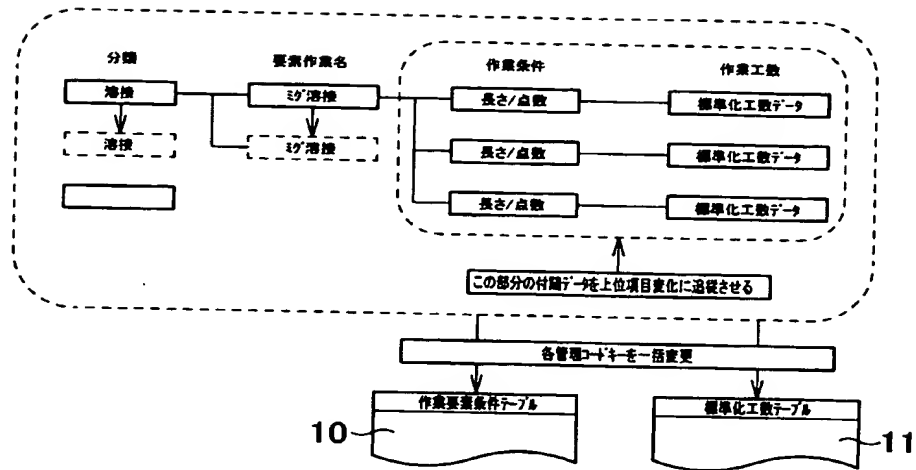 分類 要素作業名 作業条件 作業工数
溶接 ミグ溶接 長さ/点数 標準化工数データ
溶接 ミグ溶接 長さ/点数 標準化工数データ
長さ/点数 標準化工数データ
この部分の付随データを上位項目変化に追従させる
各管理コードキーを一括変更
作業要素条件テーブル 標準化工数テーブル
10 11